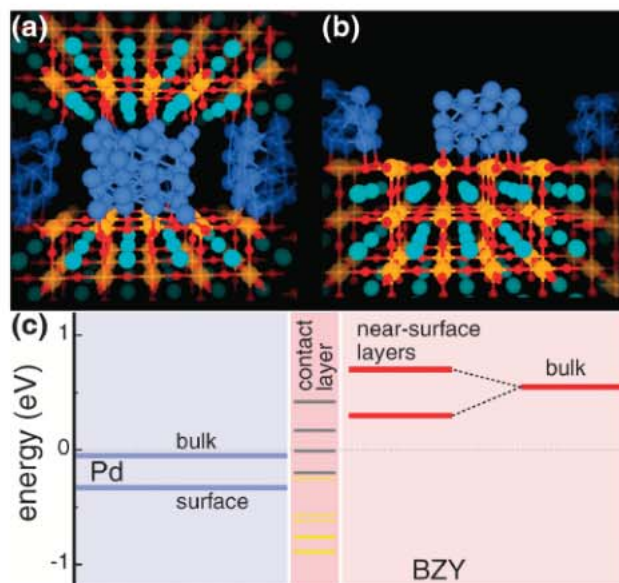 (a)
(b)
(c)
1
0
-1
energy (eV)
bulk
Pd
surface
contact
layer
near-surface
layers
bulk
BZY